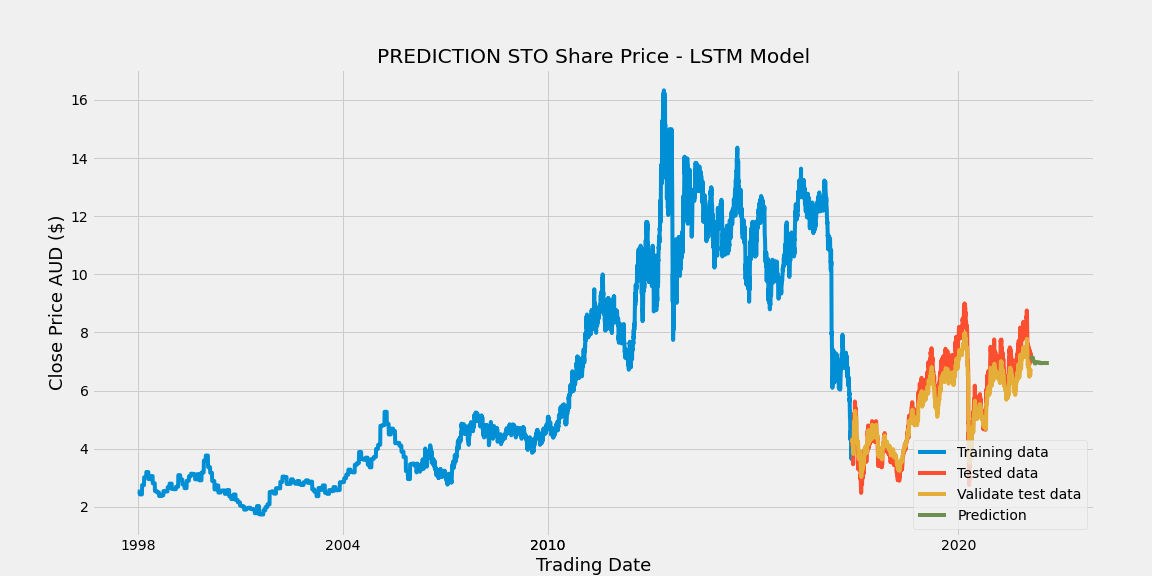 PREDICTION STO Share Price - LSTM Model
Close Price AUD ($)
16
14
12
10
8
6
4
2
1998
2004
2010
2020
Trading Date
Training data
Tested data
Validate test data
Prediction